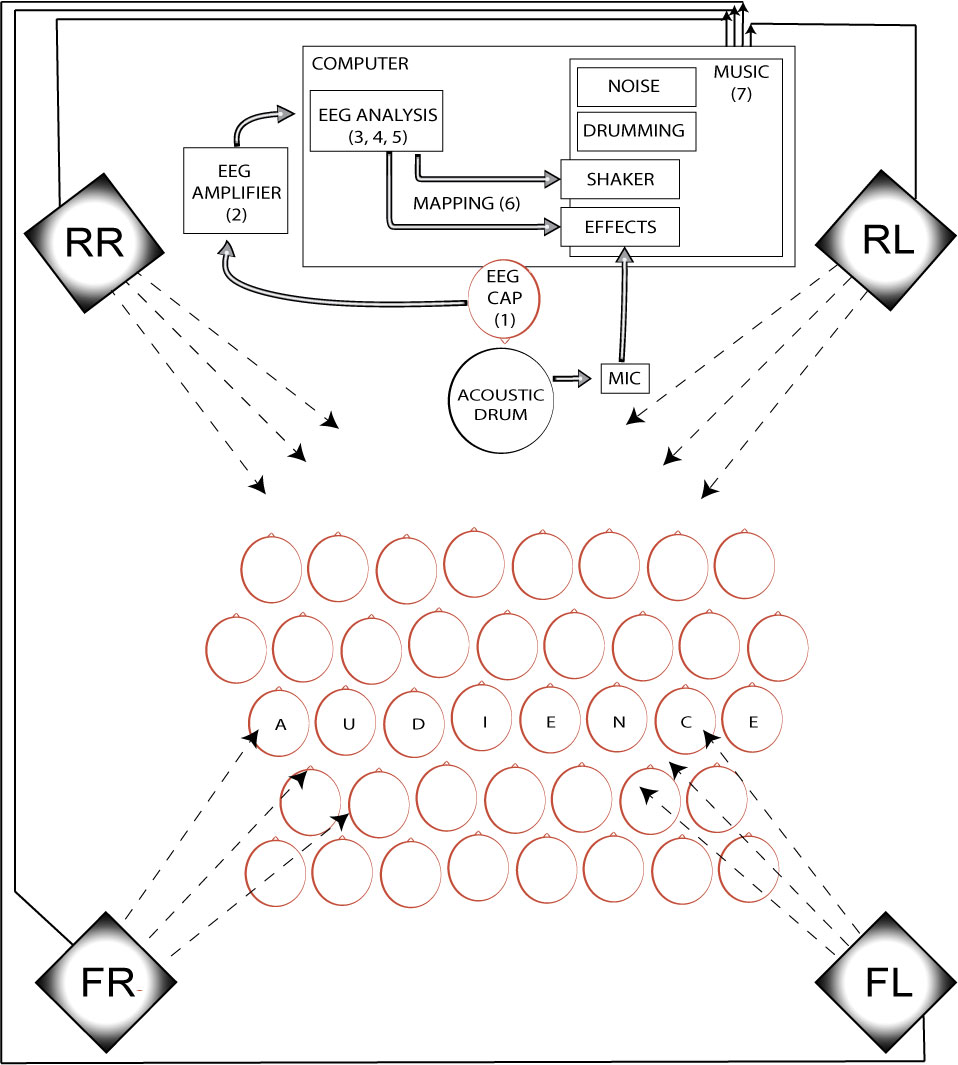 COMPUTER
MUSIC
(7)
NOISE
EEG ANALYSIS
(3, 4, 5)
DRUMMING
EEG
AMPLIFIER
(2)
SHAKER
MAPPING (6)
EFFECTS
RR
RL
EEG
CAP
(1)
MIC
ACOUSTIC
DRUM
A U D I E N C E
FR
FL